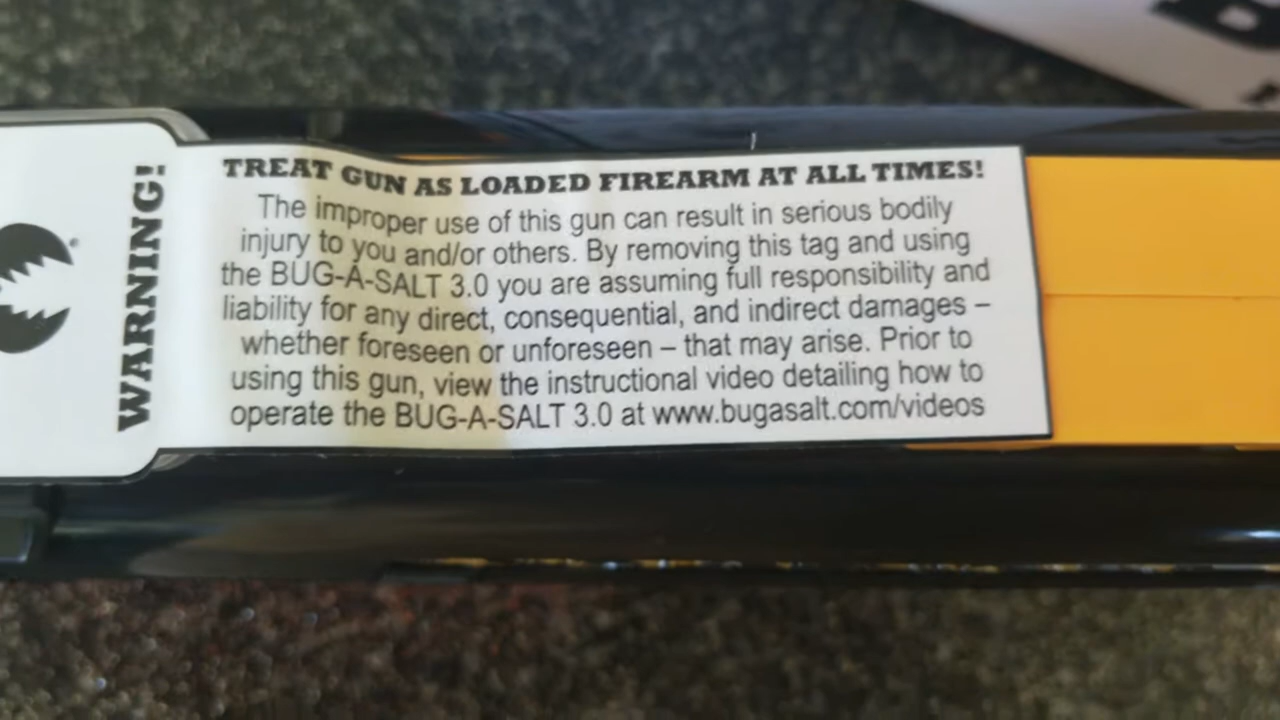 WARNING!
TREAT GUN AS LOADED FIREARM AT ALL TIMES!
The improper use of this gun can result in serious bodily
injury to you and/or others. By removing this tag and using
the BUG-A-SALT 3.0 you are assuming full responsibility and
liability for any direct, consequential, and indirect damages –
whether foreseen or unforeseen – that may arise. Prior to
using this gun, view the instructional video detailing how to
operate the BUG-A-SALT 3.0 at www.bugasalt.com/videos